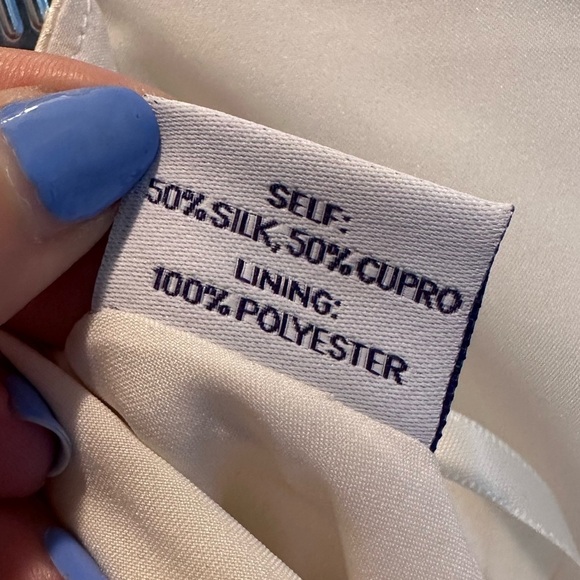 SELF:
50% SILK, 50% CUPRO
LINING:
100% POLYESTER